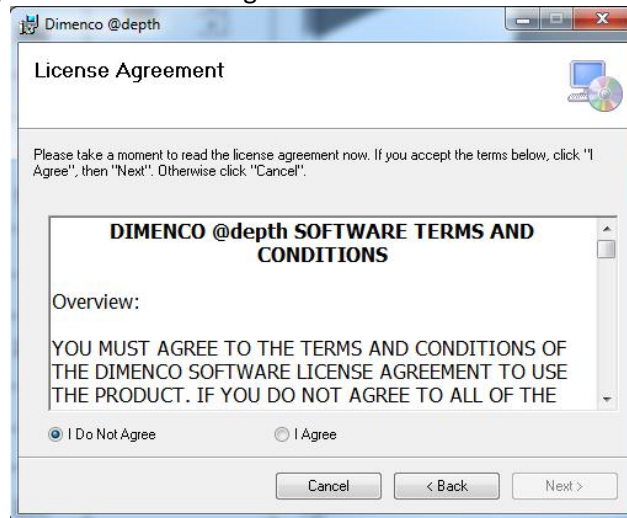 Dimenco @depth
License Agreement
Please take a moment to read the license agreement now. If you accept the terms below, click "I
Agree", then "Next". Otherwise click "Cancel".
DIMENCO @depth SOFTWARE TERMS AND
CONDITIONS
Overview:
YOU MUST AGREE TO THE TERMS AND CONDITIONS OF
THE DIMENCO SOFTWARE LICENSE AGREEMENT TO USE
THE PRODUCT. IF YOU DO NOT AGREE TO ALL OF THE
I Do Not Agree
I Agree
Cancel
< Back
Next >